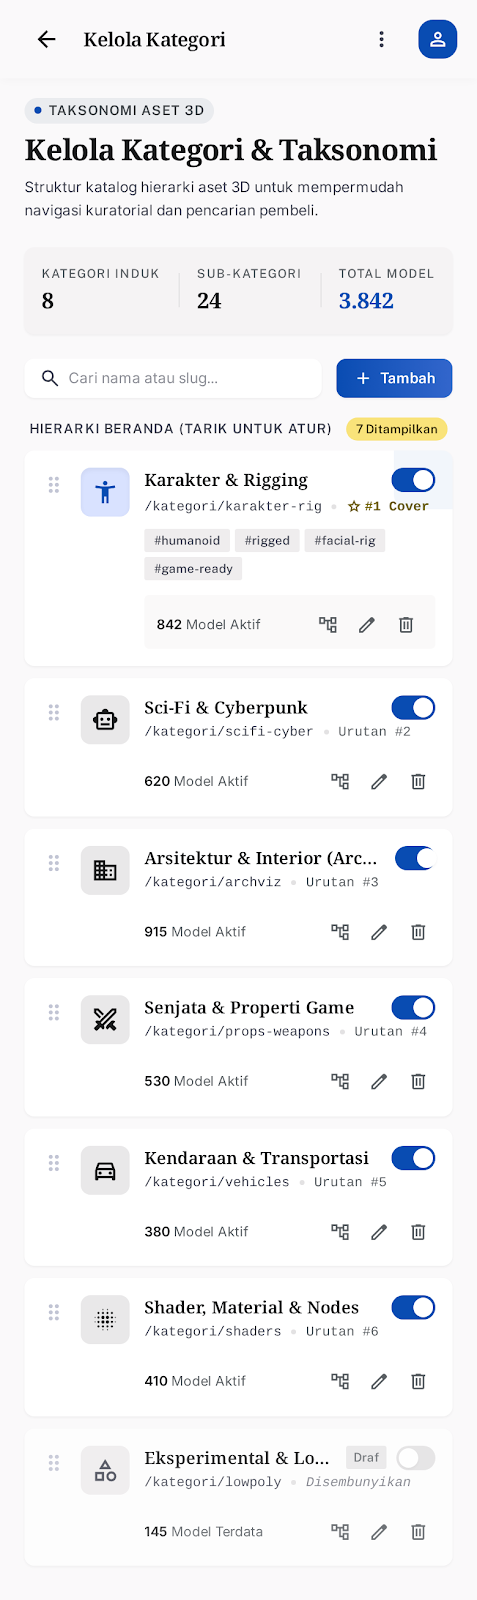 Kelola Kategori
TAKSONOMI ASET 3D
Kelola Kategori & Taksonomi
Struktur katalog hierarki aset 3D untuk mempermudah
navigasi kuratorial dan pencarian pembeli.
KATEGORI INDUK
8
SUB-KATEGORI
24
TOTAL MODEL
3.842
Cari nama atau slug...
Tambah
HIERARKI BERANDA (TARIK UNTUK ATUR)
7 Ditampilkan
Karakter & Rigging
/kategori/karakter-rig • #1 Cover
#humanoid #rigged #facial-rig
#game-ready
842 Model Aktif
Sci-Fi & Cyberpunk
/kategori/scifi-cyber • Urutan #2
620 Model Aktif
Arsitektur & Interior (Arc...
/kategori/archviz • Urutan #3
915 Model Aktif
Senjata & Properti Game
/kategori/props-weapons • Urutan #4
530 Model Aktif
Kendaraan & Transportasi
/kategori/vehicles • Urutan #5
380 Model Aktif
Shader, Material & Nodes
/kategori/shaders • Urutan #6
410 Model Aktif
Eksperimental & Lo... Draf
/kategori/lowpoly • Disembunyikan
145 Model Terdata